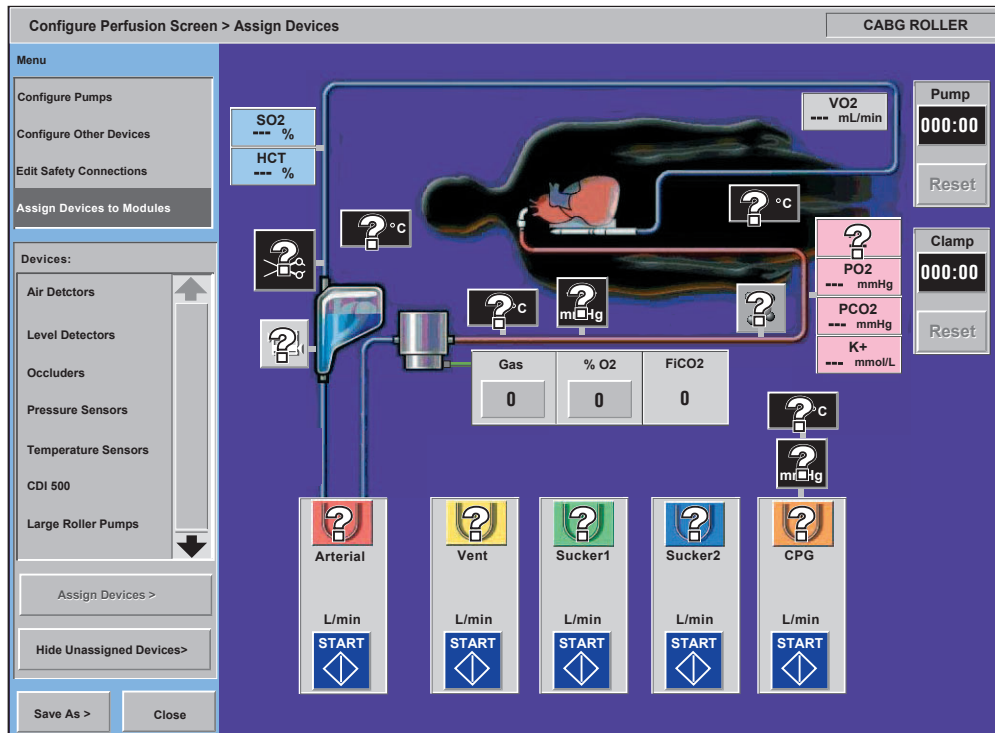 Configure Perfusion Screen > Assign Devices
CABG ROLLER
Menu
Configure Pumps
Configure Other Devices
Edit Safety Connections
Assign Devices to Modules
Devices:
Air Detctors
Level Detectors
Occluders
Pressure Sensors
Temperature Sensors
CDI 500
Large Roller Pumps
Assign Devices >
Hide Unassigned Devices>
Save As >
Close
SO2
--- %
HCT
--- %
VO2
--- mL/min
Pump
000:00
Reset
Clamp
000:00
Reset
? °C
? °C
?
?
? °C
? mmHg
?
?
PO2
--- mmHg
PCO2
--- mmHg
K+
--- mmol/L
Gas
0
% O2
0
FiCO2
0
? °C
? mmHg
?
Arterial
L/min
START
?
Vent
L/min
START
?
Sucker1
L/min
START
?
Sucker2
L/min
START
?
CPG
L/min
START